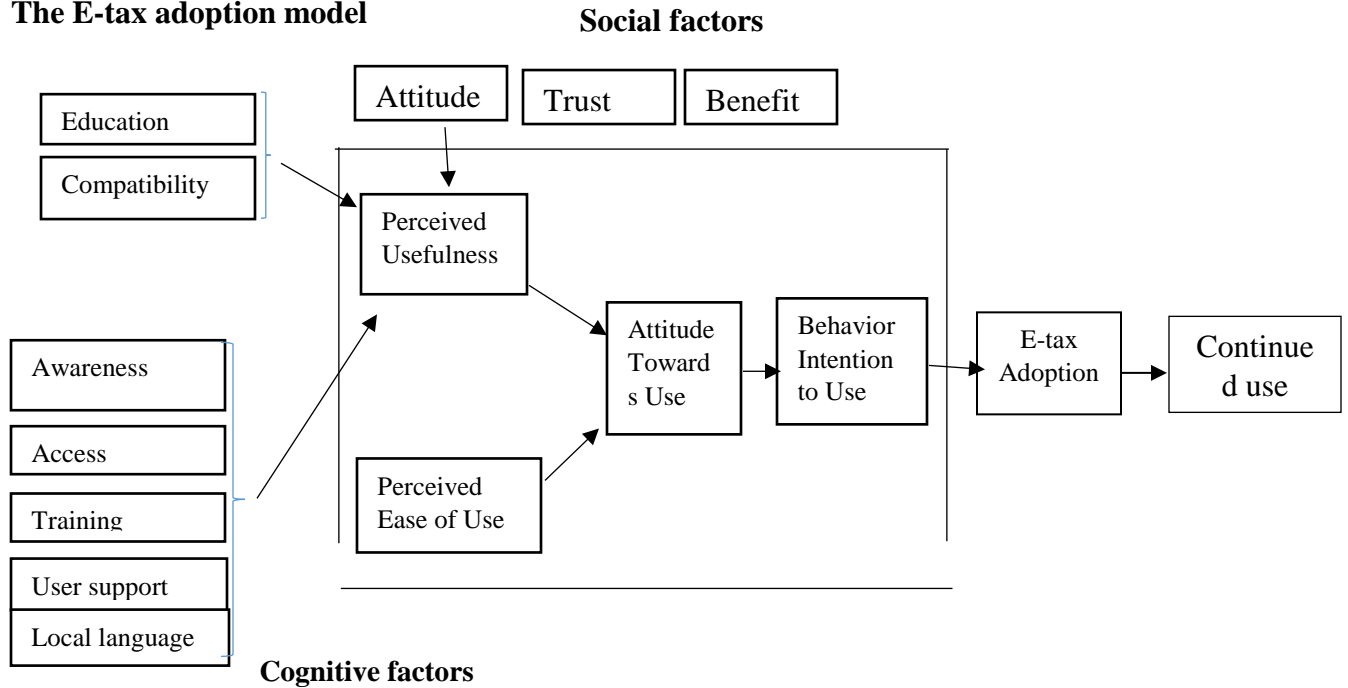 The E-tax adoption model
Social factors
Attitude
Trust
Benefit
Education
Compatibility
Perceived
Usefulness
Awareness
Access
Training
User support
Local language
Attitude
Toward
s Use
Behavior
Intention
to Use
E-tax
Adoption
Continue
d use
Perceived
Ease of Use
Cognitive factors